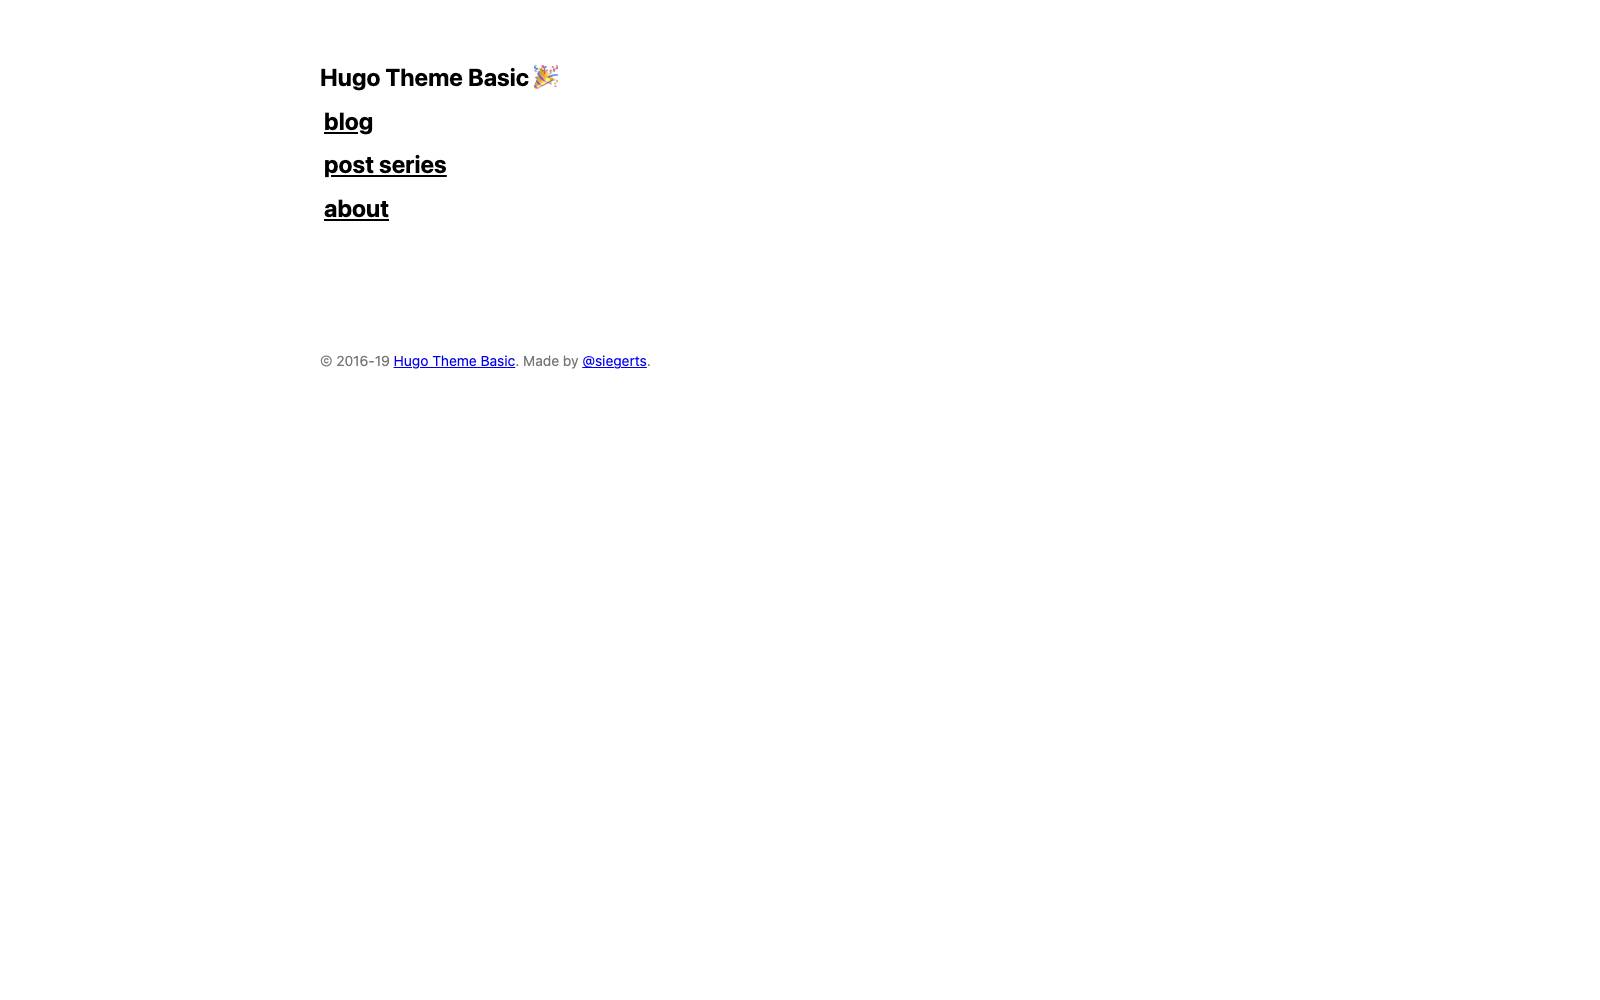 Hugo Theme Basic 🎉
blog
post series
about
© 2016-19 Hugo Theme Basic. Made by @siegerts.